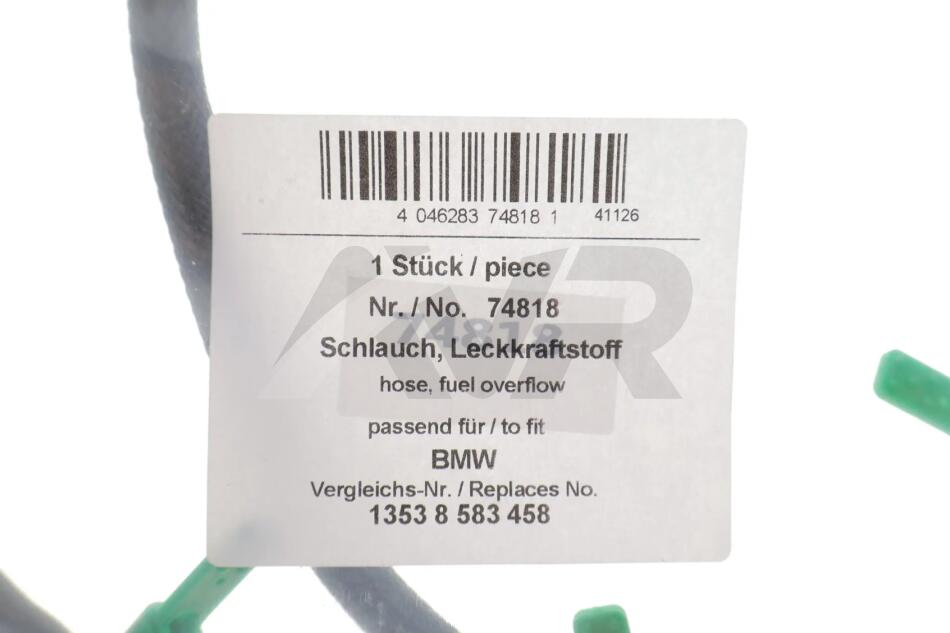 4 046283 74818 1 41126
1 Stück / piece
Nr. / No. 74818
74818
Schlauch, Leckkraftstoff
hose, fuel overflow
passend für / to fit
BMW
Vergleichs-Nr. / Replaces No.
1353 8 583 458